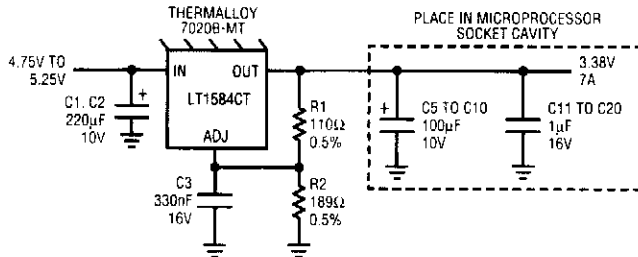 THERMALLOY
7020B-MT
PLACE IN MICROPROCESSOR
SOCKET CAVITY
4.75V TO
5.25V
IN
OUT
LT1584CT
ADJ
3.38V
7A
C1, C2
220µF
10V
+
R1
110Ω
0.5%
+
C5 TO C10
100µF
10V
C11 TO C20
1µF
16V
C3
330nF
16V
R2
189Ω
0.5%